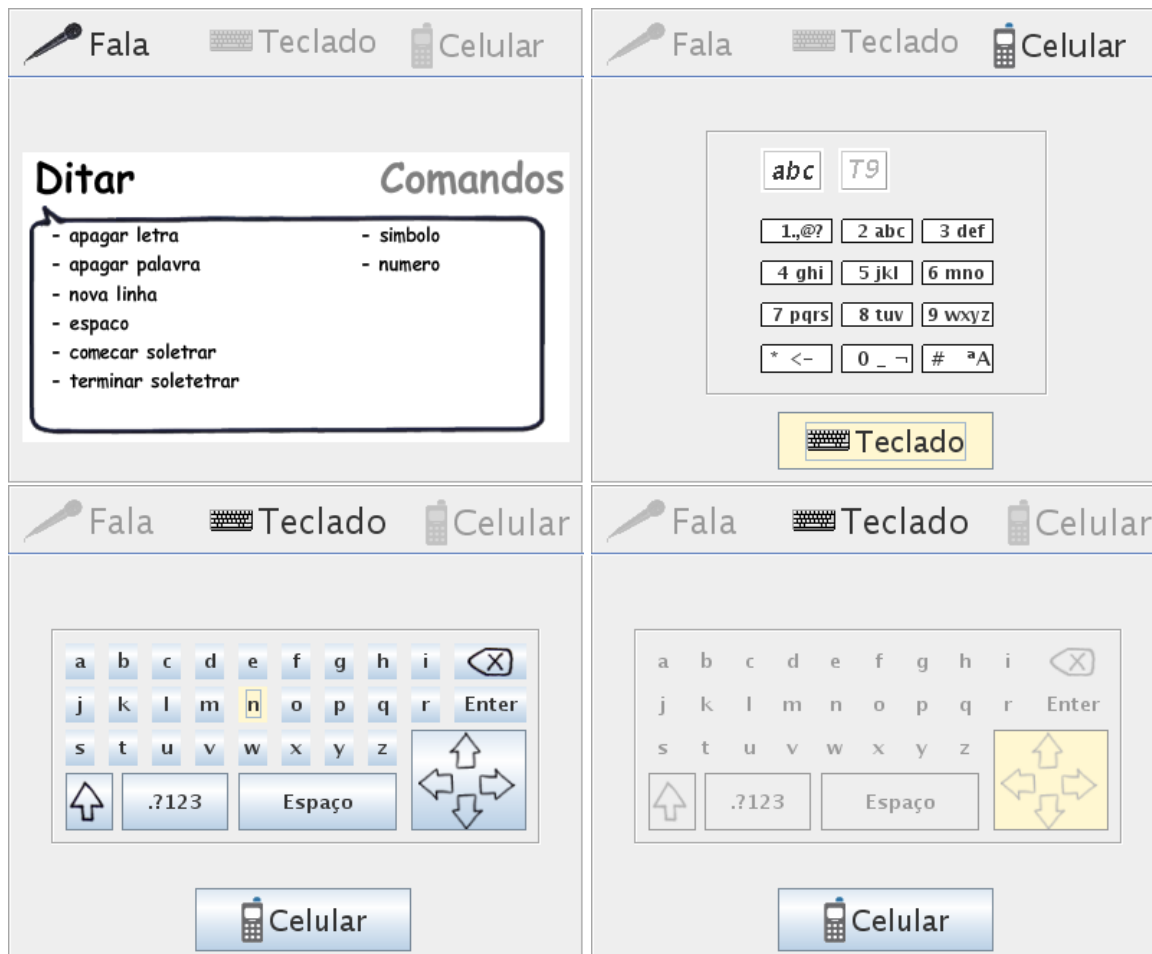 Fala Teclado Celular
Ditar Comandos
- apagar letra - simbolo
- apagar palavra - numero
- nova linha
- espaco
- comecar soletrar
- terminar soletetrar
Fala Teclado Celular
abc T9
1.,@? 2 abc 3 def
4 ghi 5 jkl 6 mno
7 pqrs 8 tuv 9 wxyz
* <- 0 _ ¬ # ªA
Teclado
Fala Teclado Celular
a b c d e f g h i X
j k l m n o p q r Enter
s t u v w x y z
.?123 Espaço
Celular
Fala Teclado Celular
a b c d e f g h i X
j k l m n o p q r Enter
s t u v w x y z
.?123 Espaço
Celular